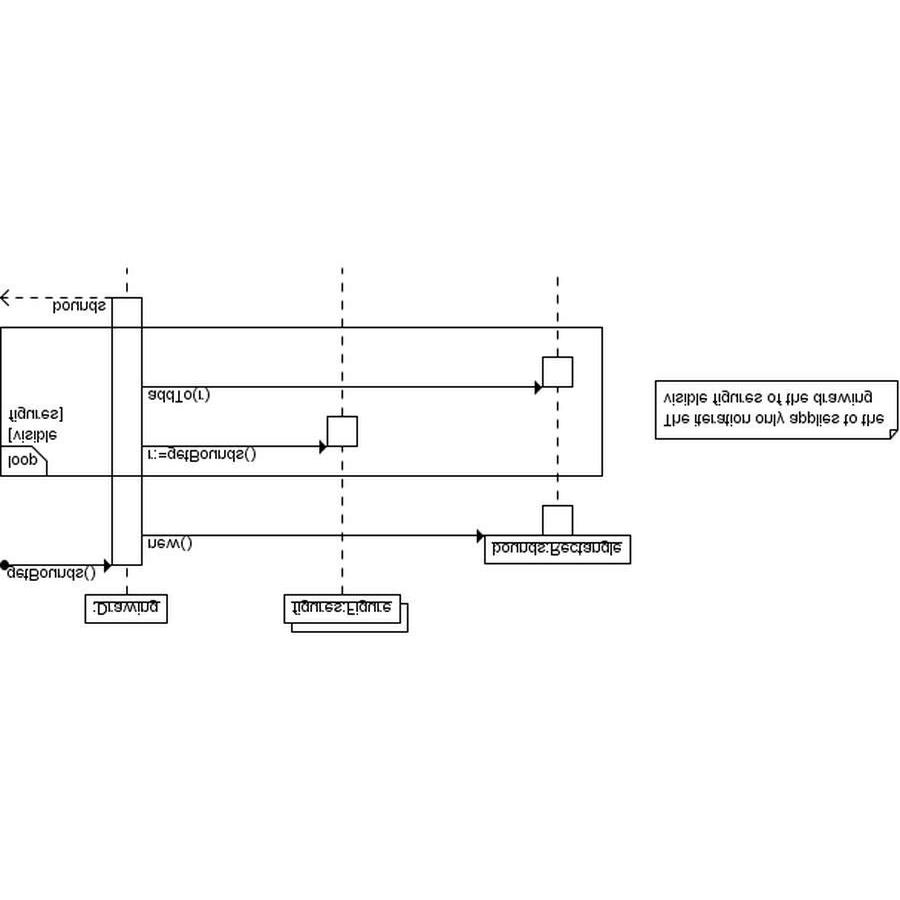 :Drawing
figures:Figure
getBounds()
bounds:Rectangle
new()
loop
[visible
figures]
r:=getBounds()
addTo(r)
bounds
The iteration only applies to the
visible figures of the drawing